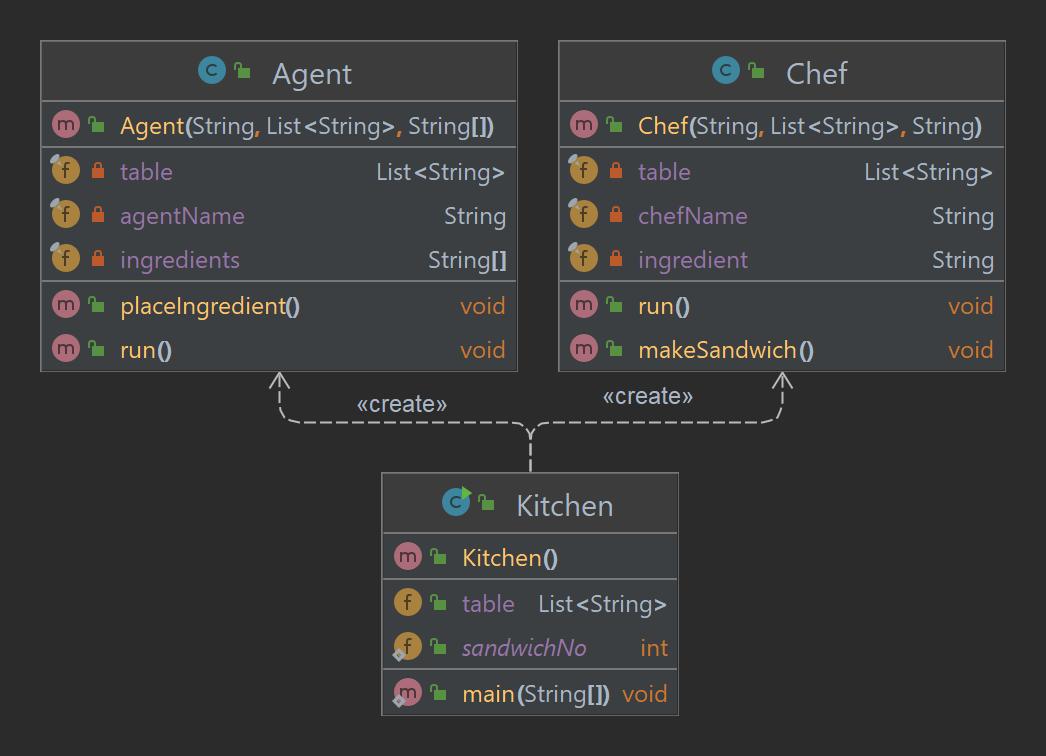 Agent
Agent(String, List<String>, String[])
table List<String>
agentName String
ingredients String[]
placeIngredient() void
run() void
Chef
Chef(String, List<String>, String)
table List<String>
chefName String
ingredient String
run() void
makeSandwich() void
«create»
«create»
Kitchen
Kitchen()
table List<String>
sandwichNo int
main(String[]) void